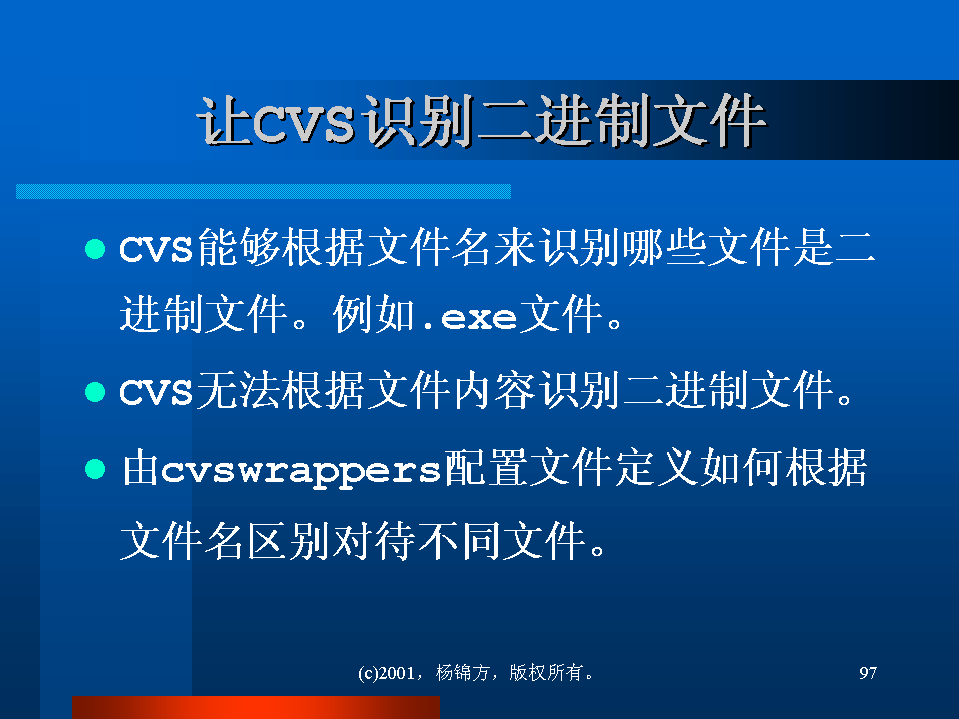 让CVS识别二进制文件
CVS能够根据文件名来识别哪些文件是二
进制文件。例如.exe文件。
CVS无法根据文件内容识别二进制文件。
由cvswrappers配置文件定义如何根据
文件名区别对待不同文件。
(c)2001，杨锦方，版权所有。
97